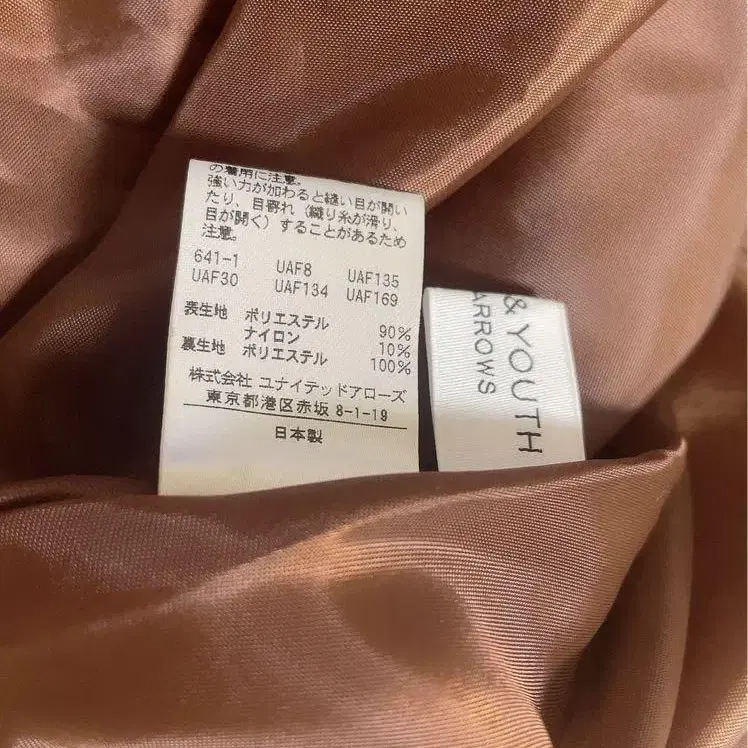 の着用に注意。
強い力が加わると縫い目が開い
たり、目寄れ（織り糸が滑り、
目が開く）することがあるため
注意。
641-1 UAF8 UAF135
UAF30 UAF134 UAF169
表生地 ポリエステル 90%
ナイロン 10%
裏生地 ポリエステル 100%
株式会社 ユナイテッドアローズ
東京都港区赤坂 8-1-19
日本製
& YOUTH
ARROWS